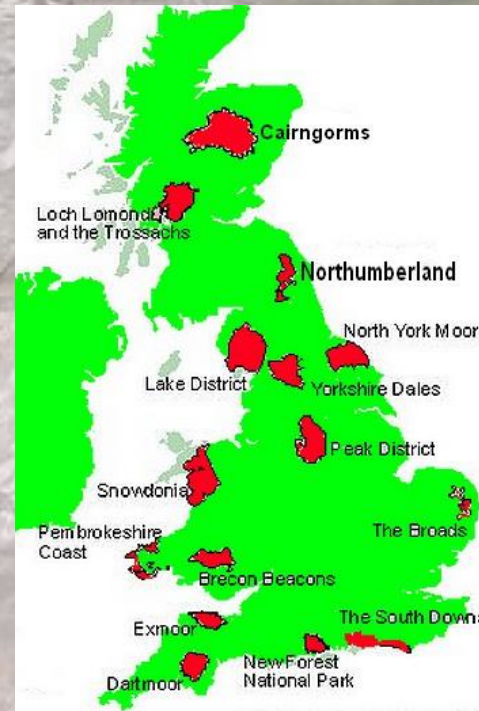 Cairngorms
Loch Lomond
and the Trossachs
Northumberland
North York Moor
Lake District
Yorkshire Dales
Peak District
Snowdonia
The Broads
Pembrokeshire
Coast
Brecon Beacons
Exmoor
The South Downs
New Forest
National Park
Dartmoor